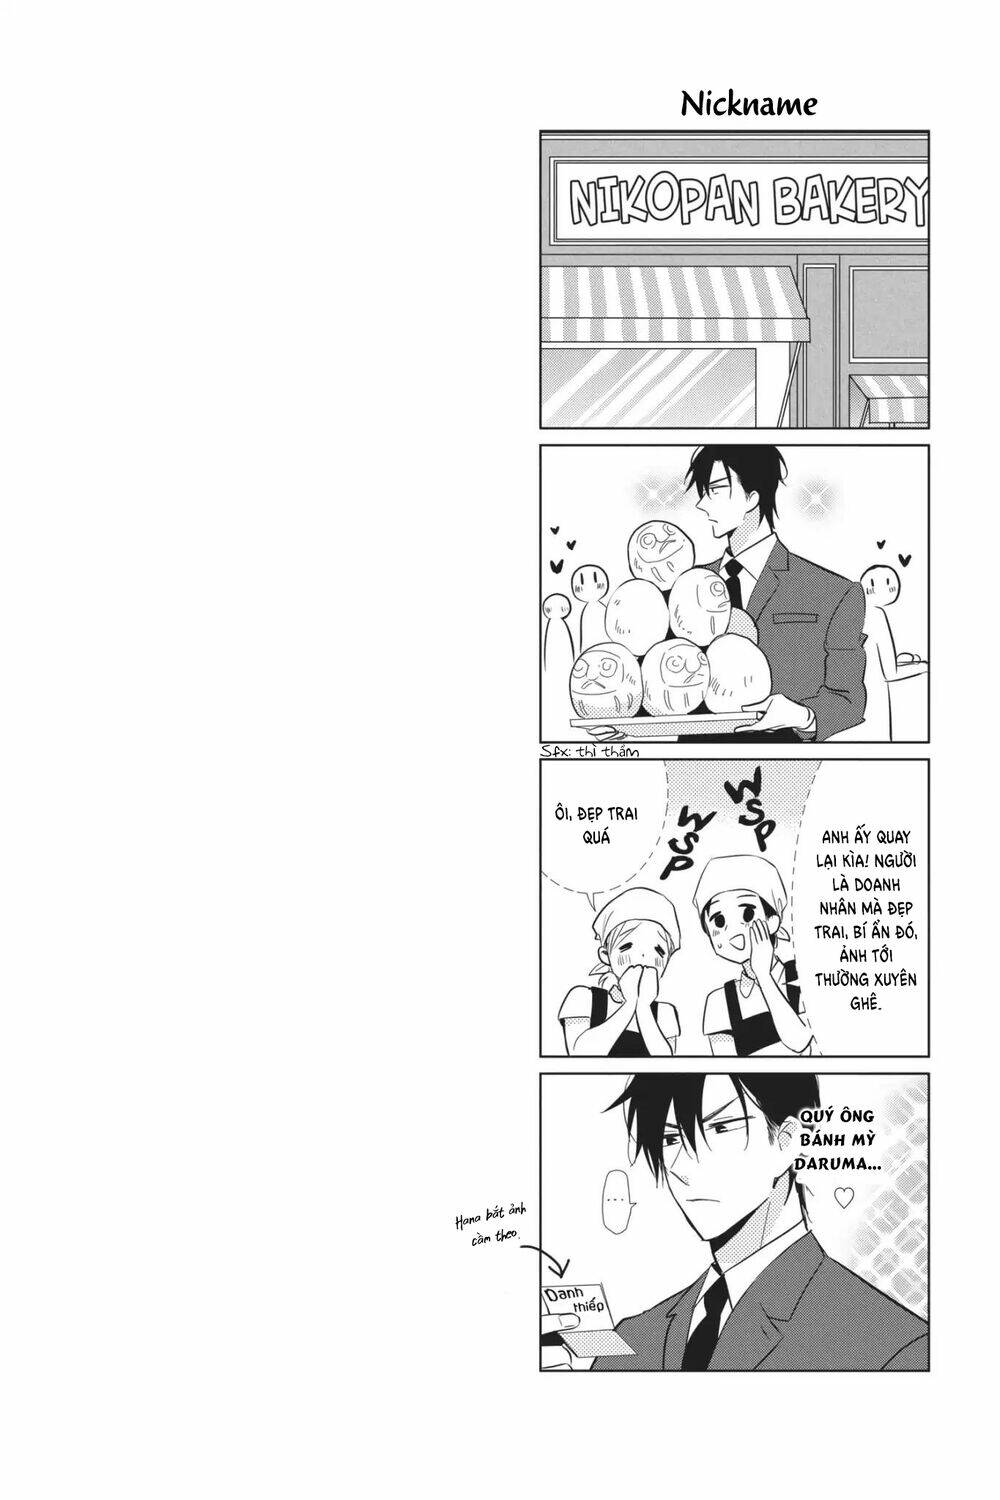 Nickname
NIKOPAN BAKERY
Sfx: thì thầm
ANH ẤY QUAY
LẠI KÌA! NGƯỜI
LÀ DOANH
NHÂN MÀ ĐẸP
TRAI, BÍ ẨN ĐÓ,
ẢNH TỚI
THƯỜNG XUYÊN
GHÊ.
WSP
WSP
ÔI, ĐẸP TRAI
QUÁ
QUÝ ÔNG
BÁNH MÌ
DARUMA...
♡
....
Hana bắt ảnh
cầm theo.
Danh
thiếp